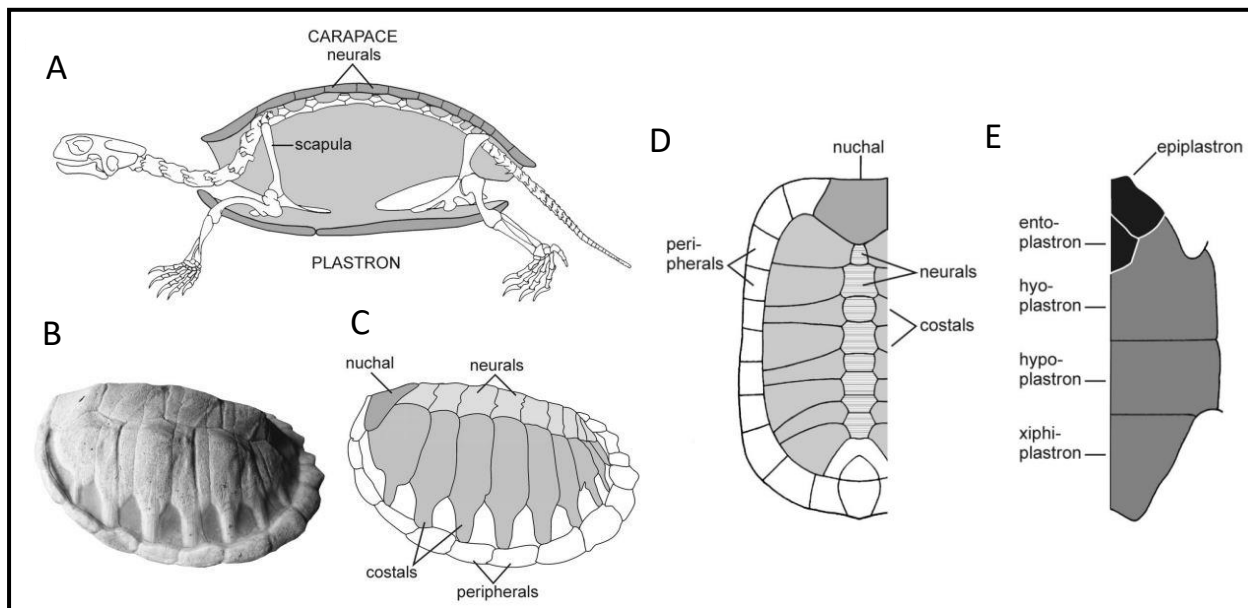 A
CARAPACE
neurals
scapula
PLASTRON
B
C
nuchal
neurals
costals
peripherals
D
nuchal
peri-
pherals
neurals
costals
E
epiplastron
ento-
plastron
hyo-
plastron
hypo-
plastron
xiphi-
plastron